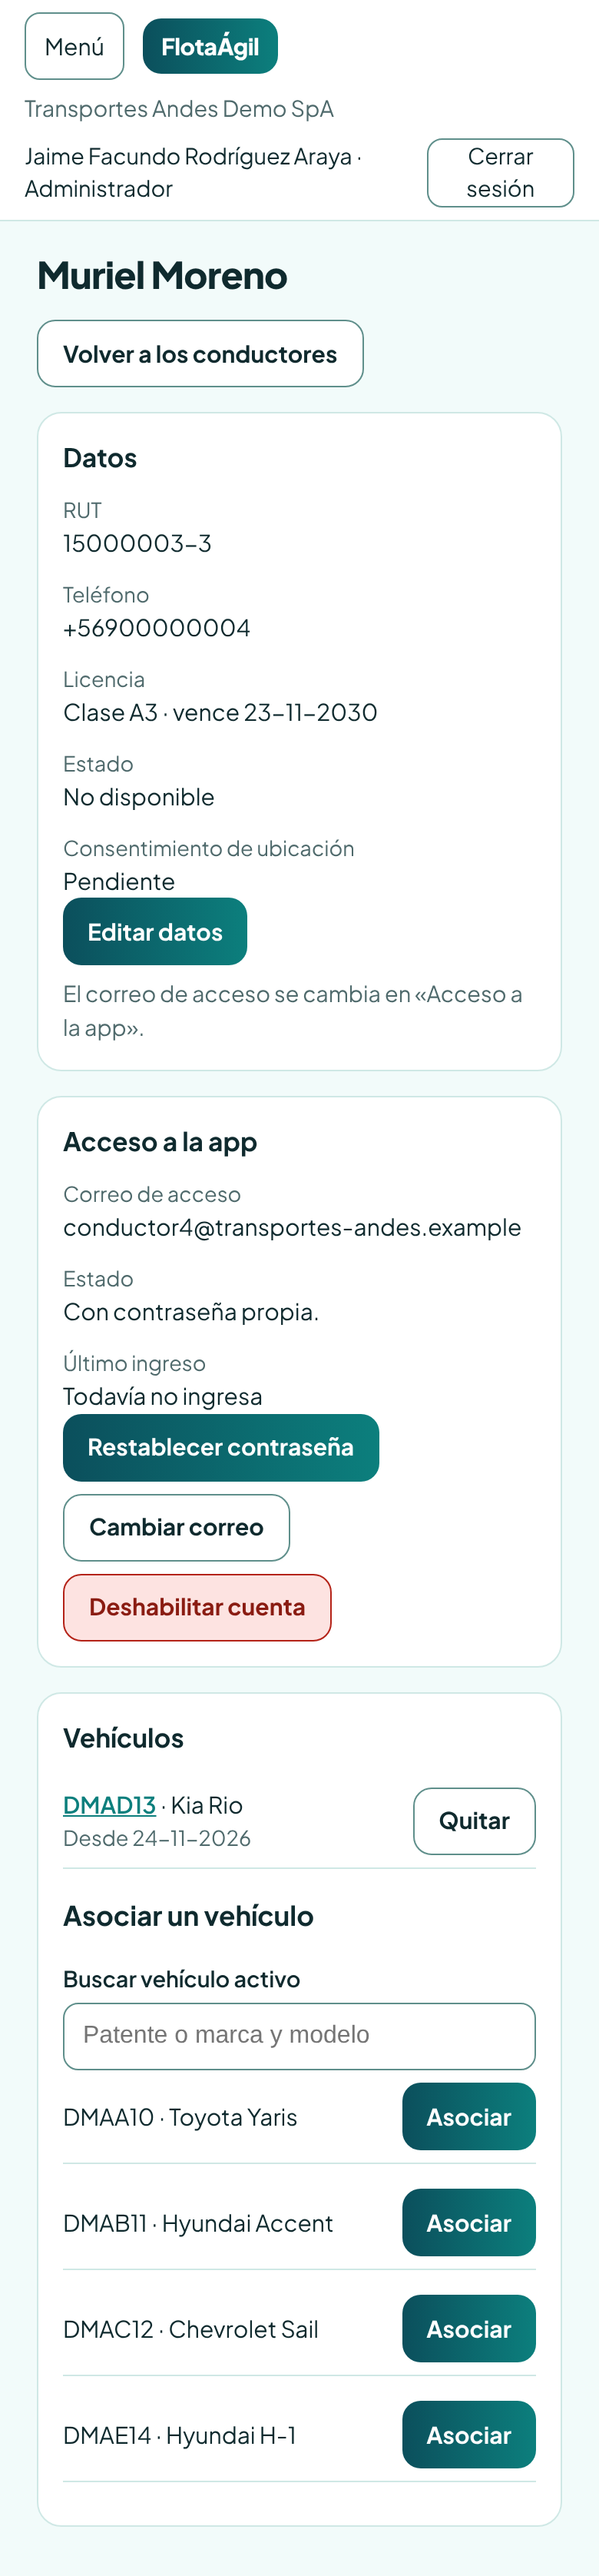 Menú
FlotaÁgil
Transportes Andes Demo SpA
Jaime Facundo Rodríguez Araya ·
Administrador
Cerrar
sesión
Muriel Moreno
Volver a los conductores
Datos
RUT
15000003-3
Teléfono
+56900000004
Licencia
Clase A3 · vence 23-11-2030
Estado
No disponible
Consentimiento de ubicación
Pendiente
Editar datos
El correo de acceso se cambia en «Acceso a
la app».
Acceso a la app
Correo de acceso
conductor4@transportes-andes.example
Estado
Con contraseña propia.
Último ingreso
Todavía no ingresa
Restablecer contraseña
Cambiar correo
Deshabilitar cuenta
Vehículos
DMAD13 · Kia Rio
Desde 24-11-2026
Quitar
Asociar un vehículo
Buscar vehículo activo
Patente o marca y modelo
DMAA10 · Toyota Yaris
Asociar
DMAB11 · Hyundai Accent
Asociar
DMAC12 · Chevrolet Sail
Asociar
DMAE14 · Hyundai H-1
Asociar